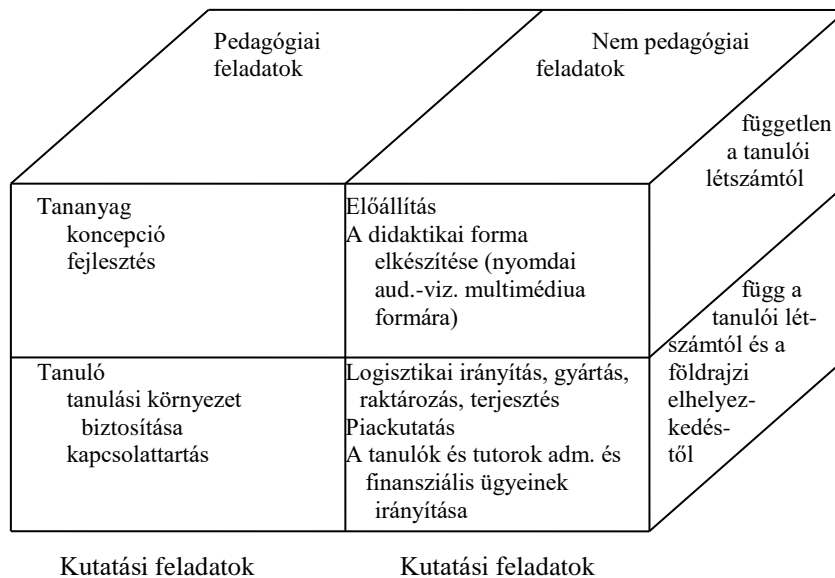 Pedagógiai
feladatok
Nem pedagógiai
feladatok
független
a tanulói
létszámtól
Tananyag
koncepció
fejlesztés
Előállítás
A didaktikai forma
elkészítése (nyomdai
aud.-viz. multimédiua
formára)
függ a
tanulói lét-
számtól és a
földrajzi
elhelyez-
kedés-
től
Tanuló
tanulási környezet
biztosítása
kapcsolattartás
Logisztikai irányítás, gyártás,
raktározás, terjesztés
Piackutatás
A tanulók és tutorok adm. és
finansziális ügyeinek
irányítása
Kutatási feladatok
Kutatási feladatok